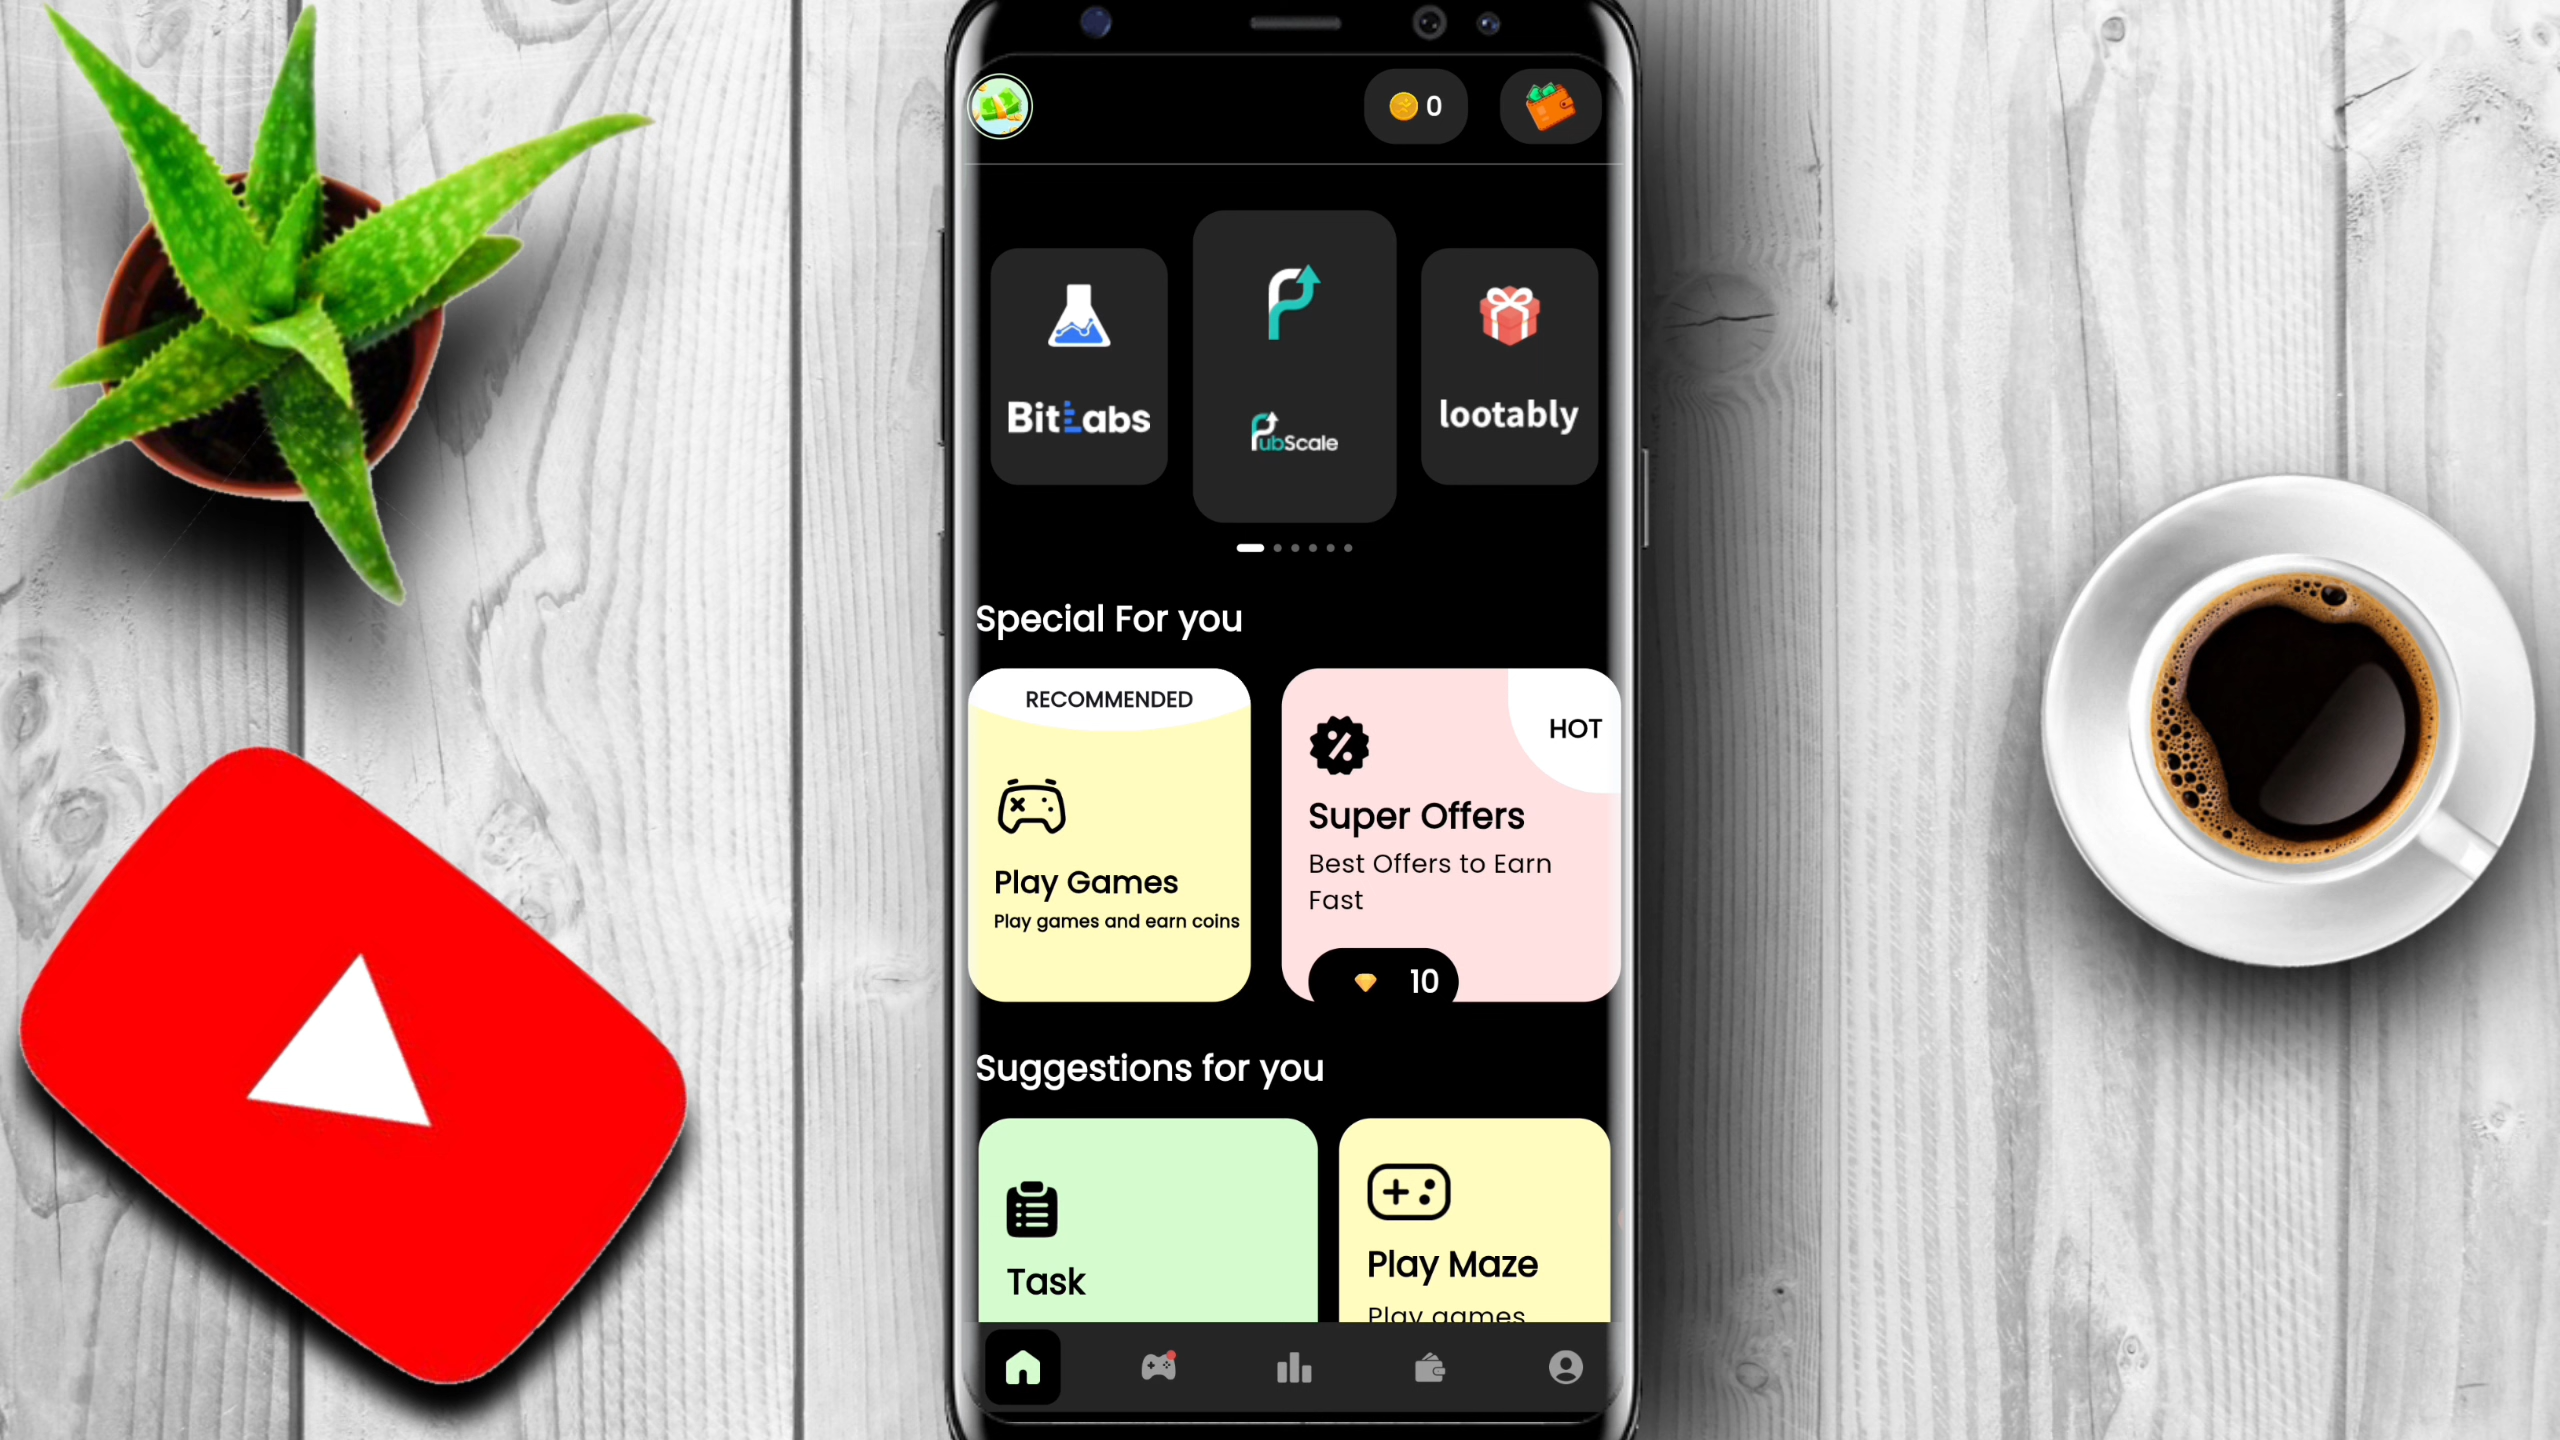 0
BitLabs
PubScale
lootably
Special For you
RECOMMENDED
Play Games
Play games and earn coins
HOT
Super Offers
Best Offers to Earn
Fast
10
Suggestions for you
Task
Play Maze
Play games